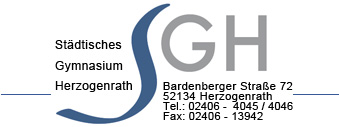 Städtisches
Gymnasium
Herzogenrath
SGH
Bardenberger Straße 72
52134 Herzogenrath
Tel.: 02406 - 4045 / 4046
Fax: 02406 - 13942